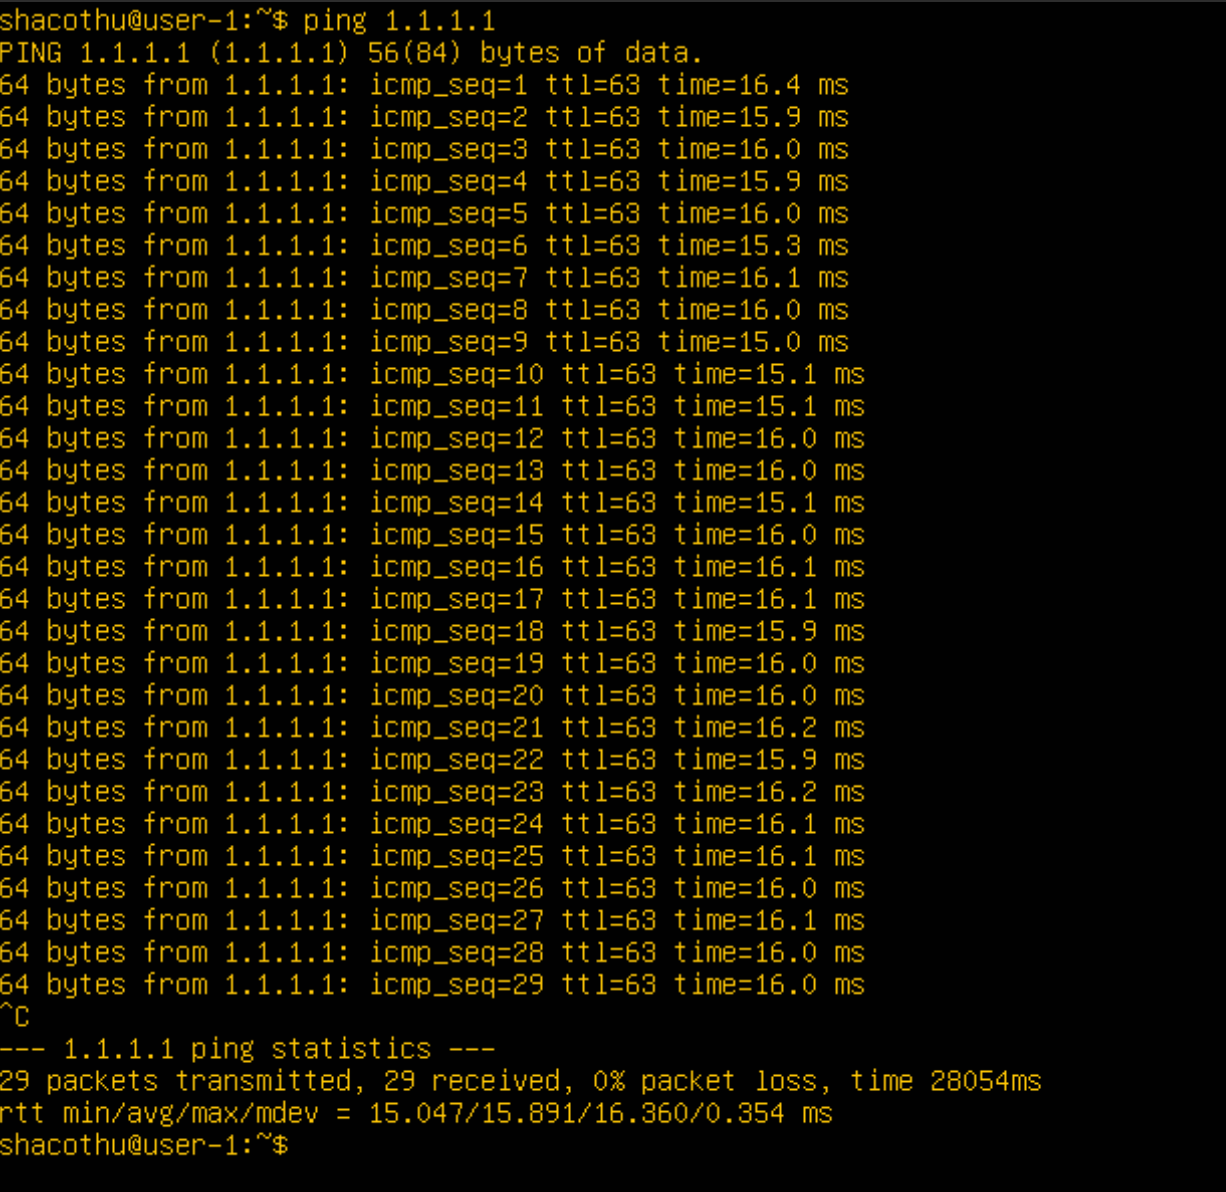 shacothu@user-1:~$ ping 1.1.1.1
PING 1.1.1.1 (1.1.1.1) 56(84) bytes of data.
64 bytes from 1.1.1.1: icmp_seq=1 ttl=63 time=16.4 ms
64 bytes from 1.1.1.1: icmp_seq=2 ttl=63 time=15.9 ms
64 bytes from 1.1.1.1: icmp_seq=3 ttl=63 time=16.0 ms
64 bytes from 1.1.1.1: icmp_seq=4 ttl=63 time=15.9 ms
64 bytes from 1.1.1.1: icmp_seq=5 ttl=63 time=16.0 ms
64 bytes from 1.1.1.1: icmp_seq=6 ttl=63 time=15.3 ms
64 bytes from 1.1.1.1: icmp_seq=7 ttl=63 time=16.1 ms
64 bytes from 1.1.1.1: icmp_seq=8 ttl=63 time=16.0 ms
64 bytes from 1.1.1.1: icmp_seq=9 ttl=63 time=15.0 ms
64 bytes from 1.1.1.1: icmp_seq=10 ttl=63 time=15.1 ms
64 bytes from 1.1.1.1: icmp_seq=11 ttl=63 time=15.1 ms
64 bytes from 1.1.1.1: icmp_seq=12 ttl=63 time=16.0 ms
64 bytes from 1.1.1.1: icmp_seq=13 ttl=63 time=16.0 ms
64 bytes from 1.1.1.1: icmp_seq=14 ttl=63 time=15.1 ms
64 bytes from 1.1.1.1: icmp_seq=15 ttl=63 time=16.0 ms
64 bytes from 1.1.1.1: icmp_seq=16 ttl=63 time=16.1 ms
64 bytes from 1.1.1.1: icmp_seq=17 ttl=63 time=16.1 ms
64 bytes from 1.1.1.1: icmp_seq=18 ttl=63 time=15.9 ms
64 bytes from 1.1.1.1: icmp_seq=19 ttl=63 time=16.0 ms
64 bytes from 1.1.1.1: icmp_seq=20 ttl=63 time=16.0 ms
64 bytes from 1.1.1.1: icmp_seq=21 ttl=63 time=16.2 ms
64 bytes from 1.1.1.1: icmp_seq=22 ttl=63 time=15.9 ms
64 bytes from 1.1.1.1: icmp_seq=23 ttl=63 time=16.2 ms
64 bytes from 1.1.1.1: icmp_seq=24 ttl=63 time=16.1 ms
64 bytes from 1.1.1.1: icmp_seq=25 ttl=63 time=16.1 ms
64 bytes from 1.1.1.1: icmp_seq=26 ttl=63 time=16.0 ms
64 bytes from 1.1.1.1: icmp_seq=27 ttl=63 time=16.1 ms
64 bytes from 1.1.1.1: icmp_seq=28 ttl=63 time=16.0 ms
64 bytes from 1.1.1.1: icmp_seq=29 ttl=63 time=16.0 ms
^C
--- 1.1.1.1 ping statistics ---
29 packets transmitted, 29 received, 0% packet loss, time 28054ms
rtt min/avg/max/mdev = 15.047/15.891/16.360/0.354 ms
shacothu@user-1:~$